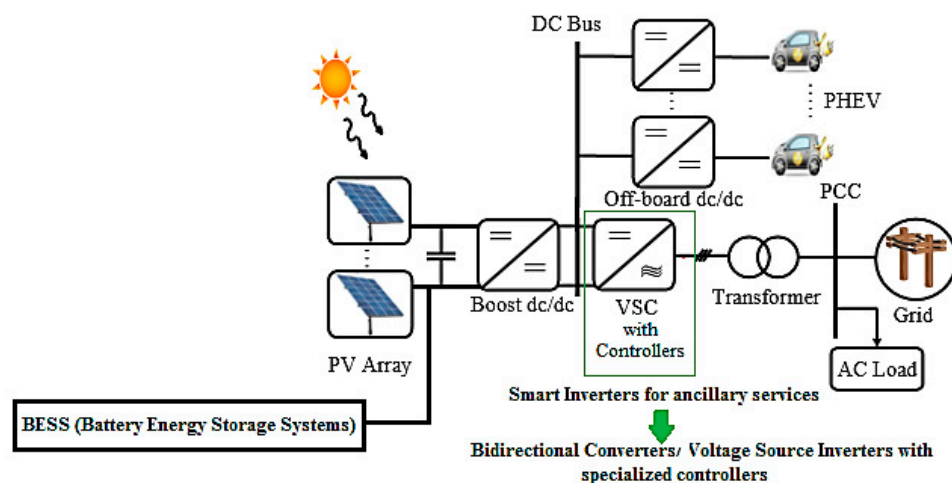 DC Bus
PHEV
Off-board dc/dc
PCC
Boost dc/dc
VSC
with
Controllers
Transformer
Grid
PV Array
AC Load
Smart Inverters for ancillary services
BESS (Battery Energy Storage Systems)
Bidirectional Converters/ Voltage Source Inverters with
specialized controllers